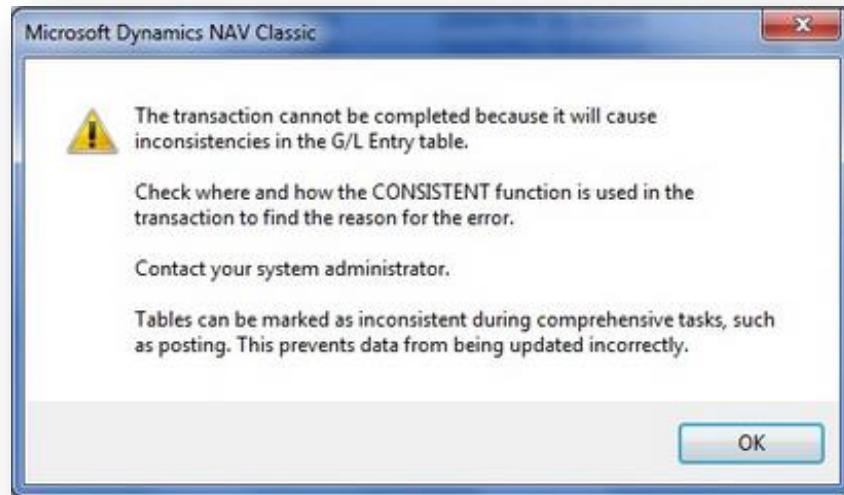 Microsoft Dynamics NAV Classic
The transaction cannot be completed because it will cause
inconsistencies in the G/L Entry table.
Check where and how the CONSISTENT function is used in the
transaction to find the reason for the error.
Contact your system administrator.
Tables can be marked as inconsistent during comprehensive tasks, such
as posting. This prevents data from being updated incorrectly.
OK